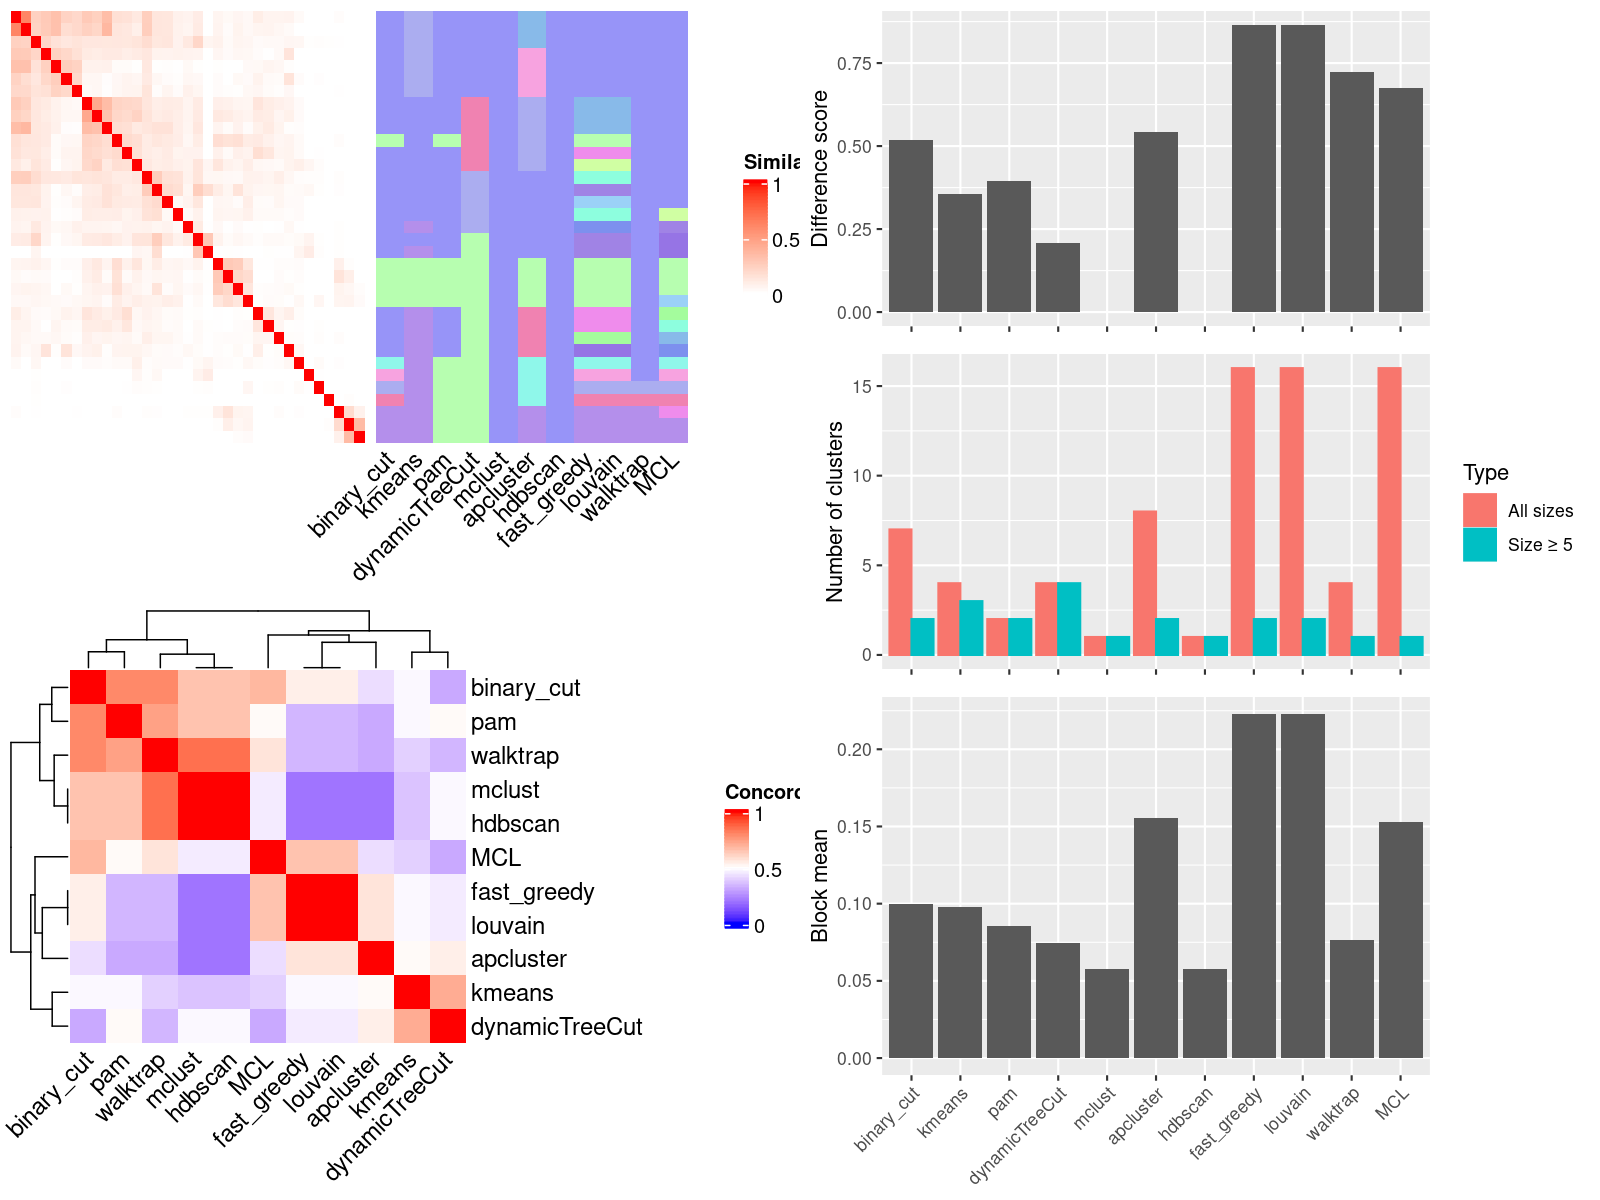 Simila
1
0.5
0
binary_cut
kmeans
pam
dynamicTreeCut
mclust
apcluster
hdbscan
fast_greedy
louvain
walktrap
MCL
binary_cut
pam
walktrap
mclust
hdbscan
MCL
fast_greedy
louvain
apcluster
kmeans
dynamicTreeCut
Concord
1
0.5
0
binary_cut
pam
walktrap
mclust
hdbscan
MCL
fast_greedy
louvain
apcluster
kmeans
dynamicTreeCut
Difference score
0.75
0.50
0.25
0.00
Number of clusters
15
10
5
0
Type
All sizes
Size ≥ 5
Block mean
0.20
0.15
0.10
0.05
0.00
binary_cut
kmeans
pam
dynamicTreeCut
mclust
apcluster
hdbscan
fast_greedy
louvain
walktrap
MCL